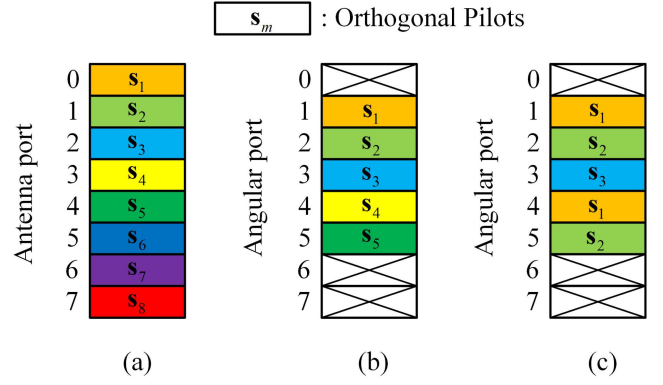 s_m : Orthogonal Pilots
Antenna port
0 s_1
1 s_2
2 s_3
3 s_4
4 s_5
5 s_6
6 s_7
7 s_8
(a)
Angular port
0
1 s_1
2 s_2
3 s_3
4 s_4
5 s_5
6
7
(b)
Angular port
0
1 s_1
2 s_2
3 s_3
4 s_1
5 s_2
6
7
(c)